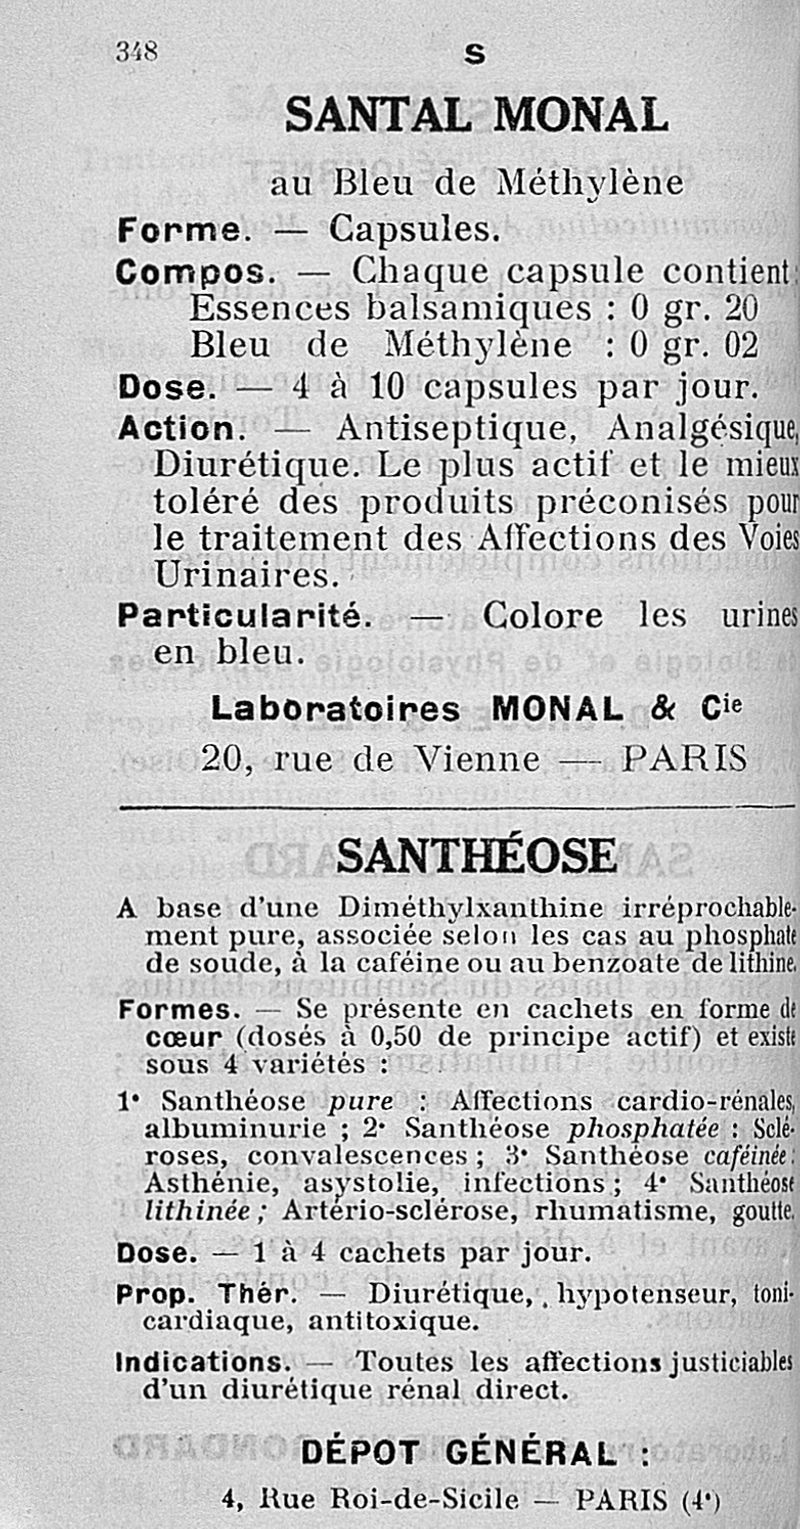 348
S
SANTAL MONAL
au Bleu de Méthylène
Forme. — Capsules.
Compos. — Chaque capsule contient:
Essences balsamiques : 0 gr. 20
Bleu de Méthylène : 0 gr. 02
Dose. — 4 à 10 capsules par jour.
Action. — Antiseptique, Analgésique,
Diurétique. Le plus actif et le mieux
toléré des produits préconisés pour
le traitement des Affections des Voies
Urinaires.
Particularité. — Colore les urines
en bleu.
Laboratoires MONAL & Cie
20, rue de Vienne — PARIS
SANTHÉOSE
A base d'une Diméthylxanthine irréprochable-
ment pure, associée selon les cas au phosphate
de soude, à la caféine ou au benzoate de lithine.
Formes. — Se présente en cachets en forme de
cœur (dosés à 0,50 de principe actif) et existe
sous 4 variétés :
1° Santhéose pure : Affections cardio-rénales,
albuminurie ; 2° Santhéose phosphatée : Sclé-
roses, convalescences ; 3° Santhéose caféinée :
Asthénie, asystolie, infections ; 4° Santhéose
lithinée ; Artério-sclérose, rhumatisme, goutte.
Dose. — 1 à 4 cachets par jour.
Prop. Thér. — Diurétique, hypotenseur, toni-
cardiaque, antitoxique.
Indications. — Toutes les affections justiciables
d'un diurétique rénal direct.
DÉPOT GÉNÉRAL :
4, Rue Roi-de-Sicile — PARIS (4°)